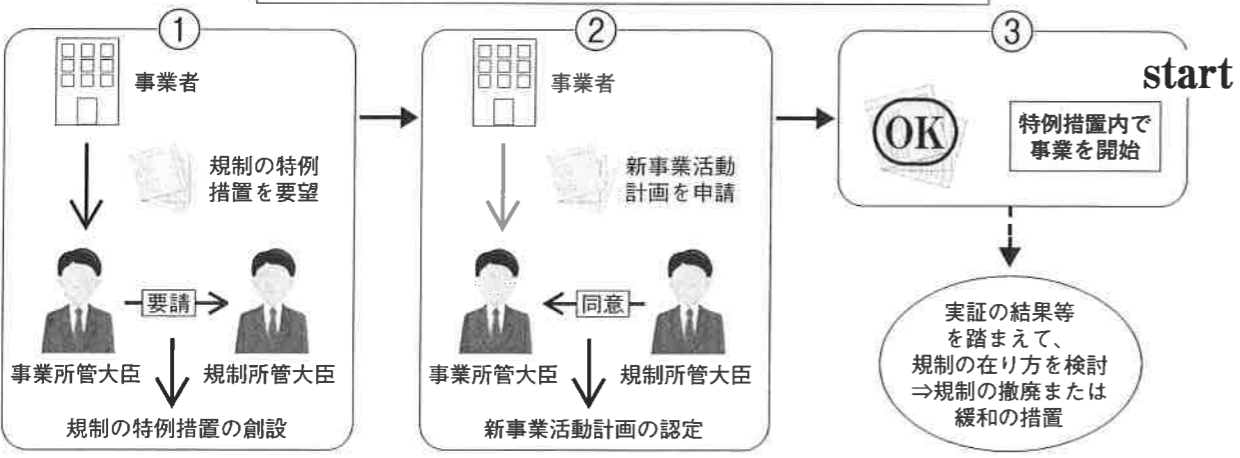 ①
事業者
規制の特例
措置を要望
要請
事業所管大臣
規制所管大臣
規制の特例措置の創設
②
事業者
新事業活動
計画を申請
同意
事業所管大臣
規制所管大臣
新事業活動計画の認定
③
start
OK
特例措置内で
事業を開始
実証の結果等
を踏まえて、
規制の在り方を検討
⇒規制の撤廃または
緩和の措置